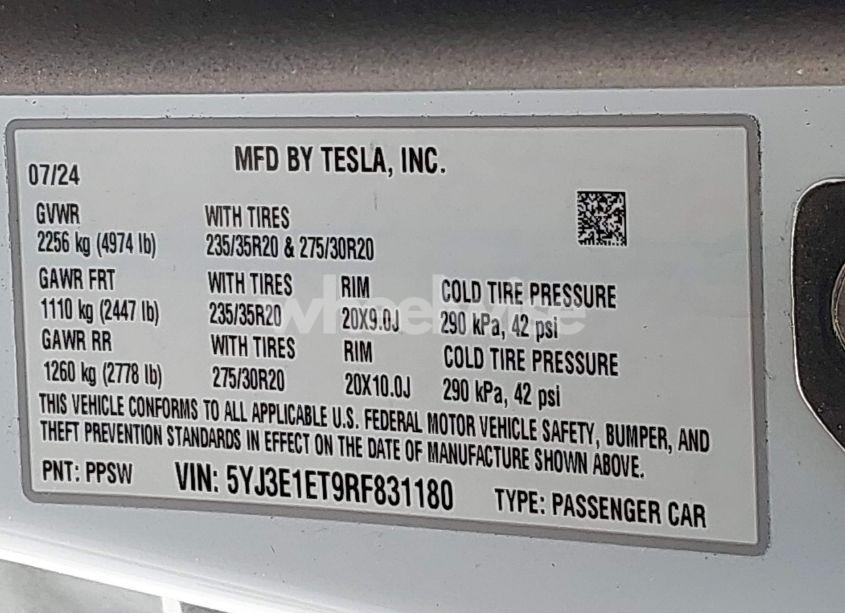 MFD BY TESLA, INC.
07/24
GVWR WITH TIRES
2256 kg (4974 lb) 235/35R20 & 275/30R20
GAWR FRT WITH TIRES RIM COLD TIRE PRESSURE
1110 kg (2447 lb) 235/35R20 20X9.0J 290 kPa, 42 psi
GAWR RR WITH TIRES RIM COLD TIRE PRESSURE
1260 kg (2778 lb) 275/30R20 20X10.0J 290 kPa, 42 psi
THIS VEHICLE CONFORMS TO ALL APPLICABLE U.S. FEDERAL MOTOR VEHICLE SAFETY, BUMPER, AND
THEFT PREVENTION STANDARDS IN EFFECT ON THE DATE OF MANUFACTURE SHOWN ABOVE.
PNT: PPSW VIN: 5YJ3E1ET9RF831180 TYPE: PASSENGER CAR
wheelwise